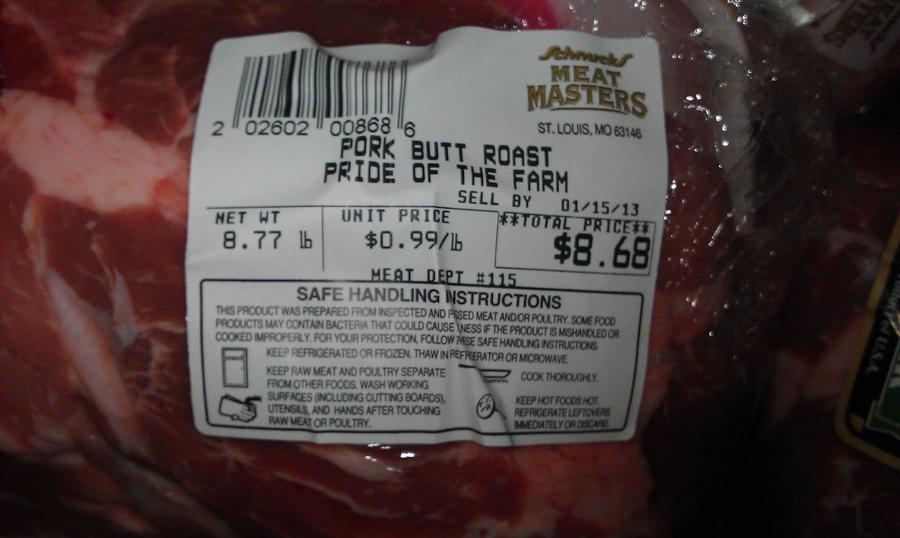 Schnucks
MEAT
MASTERS
ST. LOUIS, MO 63146
2 02602 00868 6
PORK BUTT ROAST
PRIDE OF THE FARM
SELL BY 01/15/13
NET WT UNIT PRICE **TOTAL PRICE**
8.77 lb $0.99/lb $8.68
MEAT DEPT #115
SAFE HANDLING INSTRUCTIONS
THIS PRODUCT WAS PREPARED FROM INSPECTED AND PASSED MEAT AND/OR POULTRY. SOME FOOD
PRODUCTS MAY CONTAIN BACTERIA THAT COULD CAUSE ILLNESS IF THE PRODUCT IS MISHANDLED OR
COOKED IMPROPERLY. FOR YOUR PROTECTION, FOLLOW THESE SAFE HANDLING INSTRUCTIONS.
KEEP REFRIGERATED OR FROZEN. THAW IN REFRIGERATOR OR MICROWAVE.
KEEP RAW MEAT AND POULTRY SEPARATE
FROM OTHER FOODS. WASH WORKING
SURFACES (INCLUDING CUTTING BOARDS),
UTENSILS, AND HANDS AFTER TOUCHING
RAW MEAT OR POULTRY.
COOK THOROUGHLY.
KEEP HOT FOODS HOT.
REFRIGERATE LEFTOVERS
IMMEDIATELY OR DISCARD.
U.S.A.